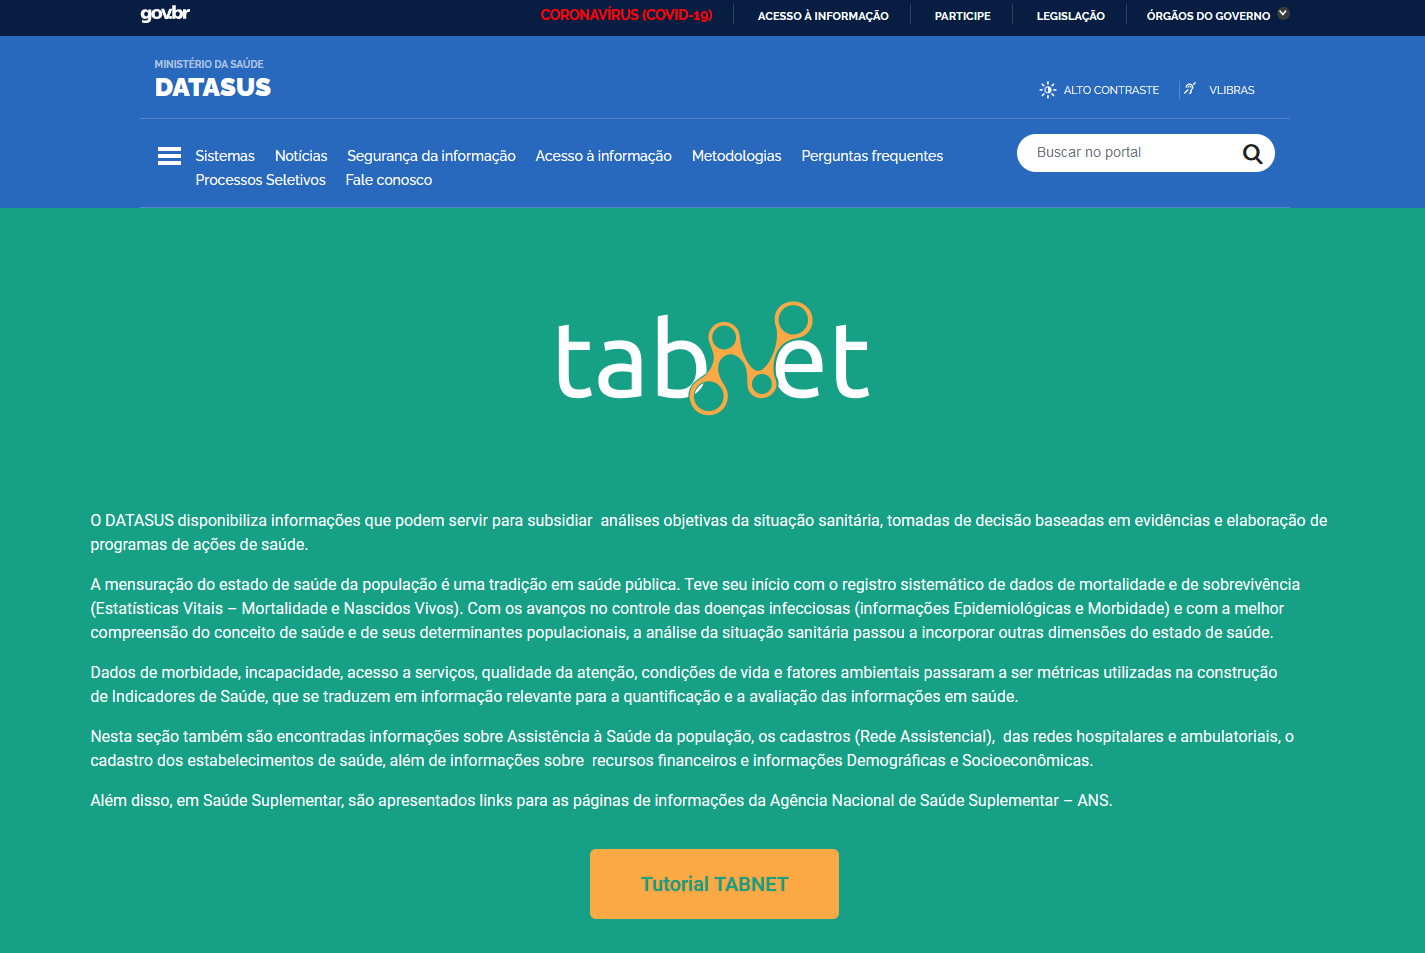 gov.br
CORONAVÍRUS (COVID-19)
ACESSO À INFORMAÇÃO
PARTICIPE
LEGISLAÇÃO
ÓRGÃOS DO GOVERNO
MINISTÉRIO DA SAÚDE
DATASUS
ALTO CONTRASTE
VLIBRAS
Sistemas Notícias Segurança da informação Acesso à informação Metodologias Perguntas frequentes
Processos Seletivos Fale conosco
Buscar no portal
tabNet
O DATASUS disponibiliza informações que podem servir para subsidiar  análises objetivas da situação sanitária, tomadas de decisão baseadas em evidências e elaboração de
programas de ações de saúde.
A mensuração do estado de saúde da população é uma tradição em saúde pública. Teve seu início com o registro sistemático de dados de mortalidade e de sobrevivência
(Estatísticas Vitais – Mortalidade e Nascidos Vivos). Com os avanços no controle das doenças infecciosas (informações Epidemiológicas e Morbidade) e com a melhor
compreensão do conceito de saúde e de seus determinantes populacionais, a análise da situação sanitária passou a incorporar outras dimensões do estado de saúde.
Dados de morbidade, incapacidade, acesso a serviços, qualidade da atenção, condições de vida e fatores ambientais passaram a ser métricas utilizadas na construção
de Indicadores de Saúde, que se traduzem em informação relevante para a quantificação e a avaliação das informações em saúde.
Nesta seção também são encontradas informações sobre Assistência à Saúde da população, os cadastros (Rede Assistencial),  das redes hospitalares e ambulatoriais, o
cadastro dos estabelecimentos de saúde, além de informações sobre  recursos financeiros e informações Demográficas e Socioeconômicas.
Além disso, em Saúde Suplementar, são apresentados links para as páginas de informações da Agência Nacional de Saúde Suplementar – ANS.
Tutorial TABNET